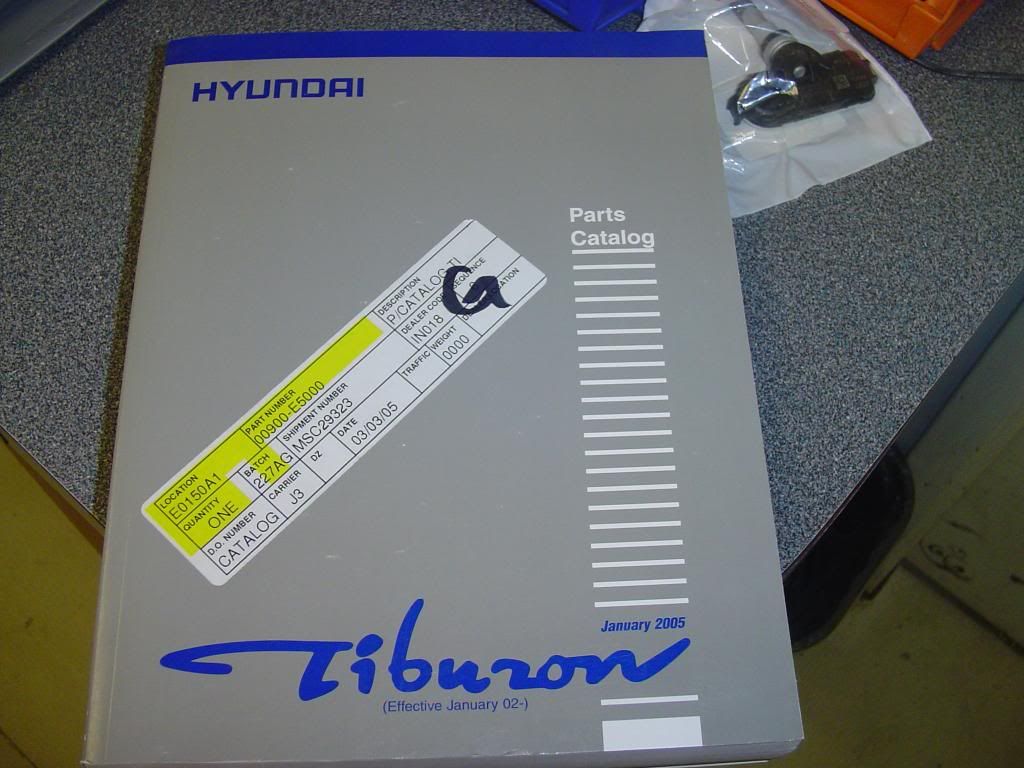 HYUNDAI
Parts
Catalog
LOCATION
E0150A1
PART NUMBER
00900-E5000
DESCRIPTION
P/CATALOG TI
QUANTITY
ONE
BATCH
227AG
SHIPMENT NUMBER
MSC29323
DEALER CODE
IN018
SEQUENCE
D.O. NUMBER
CATALOG
CARRIER
J3
DZ
DATE
03/03/05
TRAFFIC
WEIGHT
0000
G
January 2005
Tiburon
(Effective January 02-)